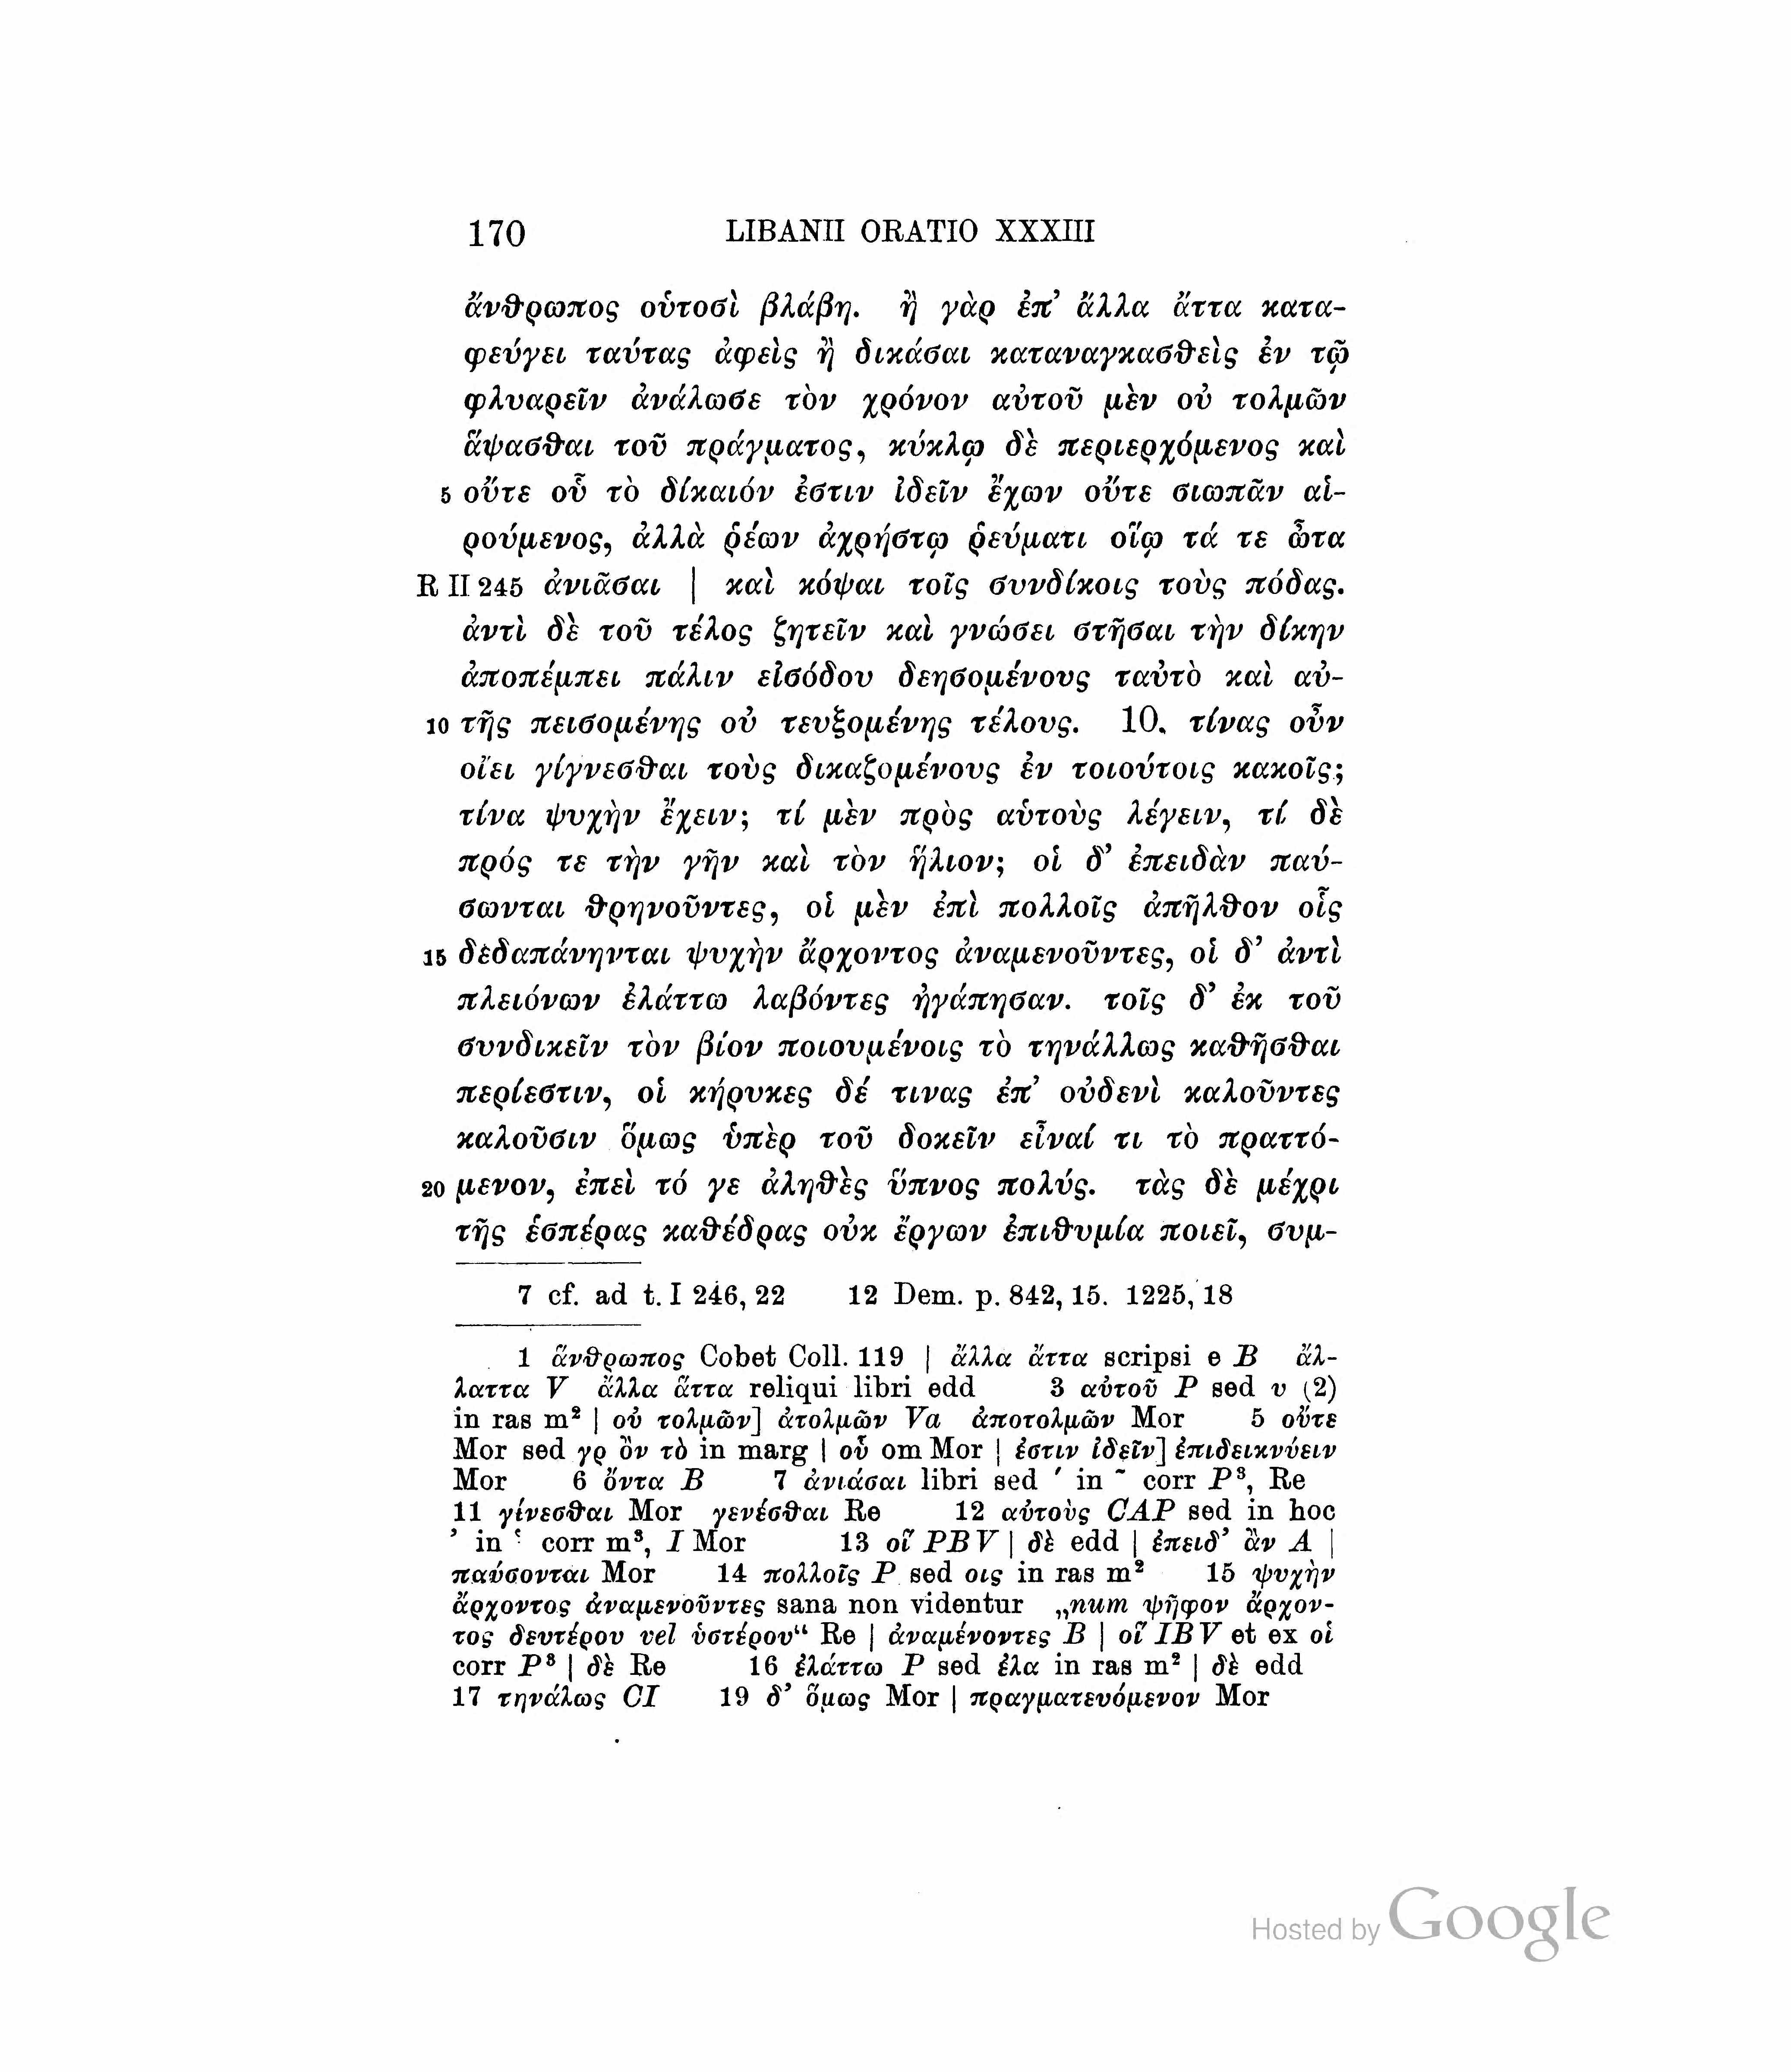 170 LIBANII ORATIO XXXIII
ἄνθρωπος οὑτοσὶ βλάβη. ἢ γὰρ ἐπ’ ἄλλα ἄττα κατα-
φεύγει ταύτας ἀφεὶς ἢ δικάσαι καταναγκασθεὶς ἐν τῷ
φλυαρεῖν ἀνάλωσε τὸν χρόνον αὐτοῦ μὲν οὐ τολμῶν
ἅψασθαι τοῦ πράγματος, κύκλῳ δὲ περιερχόμενος καὶ
5 οὔτε οὗ τὸ δίκαιόν ἐστιν ἰδεῖν ἔχων οὔτε σιωπᾶν αἱ-
ρούμενος, ἀλλὰ ῥέων ἀχρήστῳ ῥεύματι οἵῳ τά τε ὦτα
R II 245 ἀνιᾶσαι | καὶ κόψαι τοῖς συνδίκοις τοὺς πόδας.
ἀντὶ δὲ τοῦ τέλος ζητεῖν καὶ γνώσει στῆσαι τὴν δίκην
ἀποπέμπει πάλιν εἰσόδου δεησομένους ταὐτὸ καὶ αὐ-
10 τῆς πεισομένης οὐ τευξομένης τέλους. 10. τίνας οὖν
οἴει γίγνεσθαι τοὺς δικαζομένους ἐν τοιούτοις κακοῖς;
τίνα ψυχὴν ἔχειν; τί μὲν πρὸς αὑτοὺς λέγειν, τί δὲ
πρός τε τὴν γῆν καὶ τὸν ἥλιον; οἱ δ’ ἐπειδὰν παύ-
σωνται θρηνοῦντες, οἱ μὲν ἐπὶ πολλοῖς ἀπῆλθον οἷς
15 δεδαπάνηνται ψυχὴν ἄρχοντος ἀναμενοῦντες, οἱ δ’ ἀντὶ
πλειόνων ἐλάττω λαβόντες ἠγάπησαν. τοῖς δ’ ἐκ τοῦ
συνδικεῖν τὸν βίον ποιουμένοις τὸ τηνάλλως καθῆσθαι
περίεστιν, οἱ κήρυκες δέ τινας ἐπ’ οὐδενὶ καλοῦντες
καλοῦσιν ὅμως ὑπὲρ τοῦ δοκεῖν εἶναί τι τὸ πραττό-
20 μενον, ἐπεὶ τό γε ἀληθὲς ὕπνος πολύς. τὰς δὲ μέχρι
τῆς ἑσπέρας καθέδρας οὐκ ἔργων ἐπιθυμία ποιεῖ, συμ-
7 cf. ad t. I 246, 22 12 Dem. p. 842, 15. 1225, 18
1 ἅνθρωπος Cobet Coll. 119 | ἄλλα ἄττα scripsi e B ἄλ-
λαττα V ἄλλα ἅττα reliqui libri edd 3 αὐτοῦ P sed υ (2)
in ras m² | οὐ τολμῶν] ἀτολμῶν Va ἀποτολμῶν Mor 5 οὔτε
Mor sed γρ ὃν τὸ in marg | οὗ om Mor | ἐστιν ἰδεῖν] ἐπιδεικνύειν
Mor 6 ὄντα B 7 ἀνιάσαι libri sed ´ in ῀ corr P³, Re
11 γίνεσθαι Mor γενέσθαι Re 12 αὐτοὺς CAP sed in hoc
᾿ in ῾ corr m³, I Mor 13 οἳ PBV | δὲ edd | ἐπειδ’ ἂν A |
παύσονται Mor 14 πολλοῖς P sed οις in ras m² 15 ψυχὴν
ἄρχοντος ἀναμενοῦντες sana non videntur „num ψῆφον ἄρχον-
τος δευτέρου vel ὑστέρου“ Re | ἀναμένοντες B | οἳ IBV et ex οἱ
corr P³ | δὲ Re 16 ἐλάττω P sed ἐλα in ras m² | δὲ edd
17 τηνάλως CI 19 δ’ ὅμως Mor | πραγματευόμενον Mor
Hosted by Google